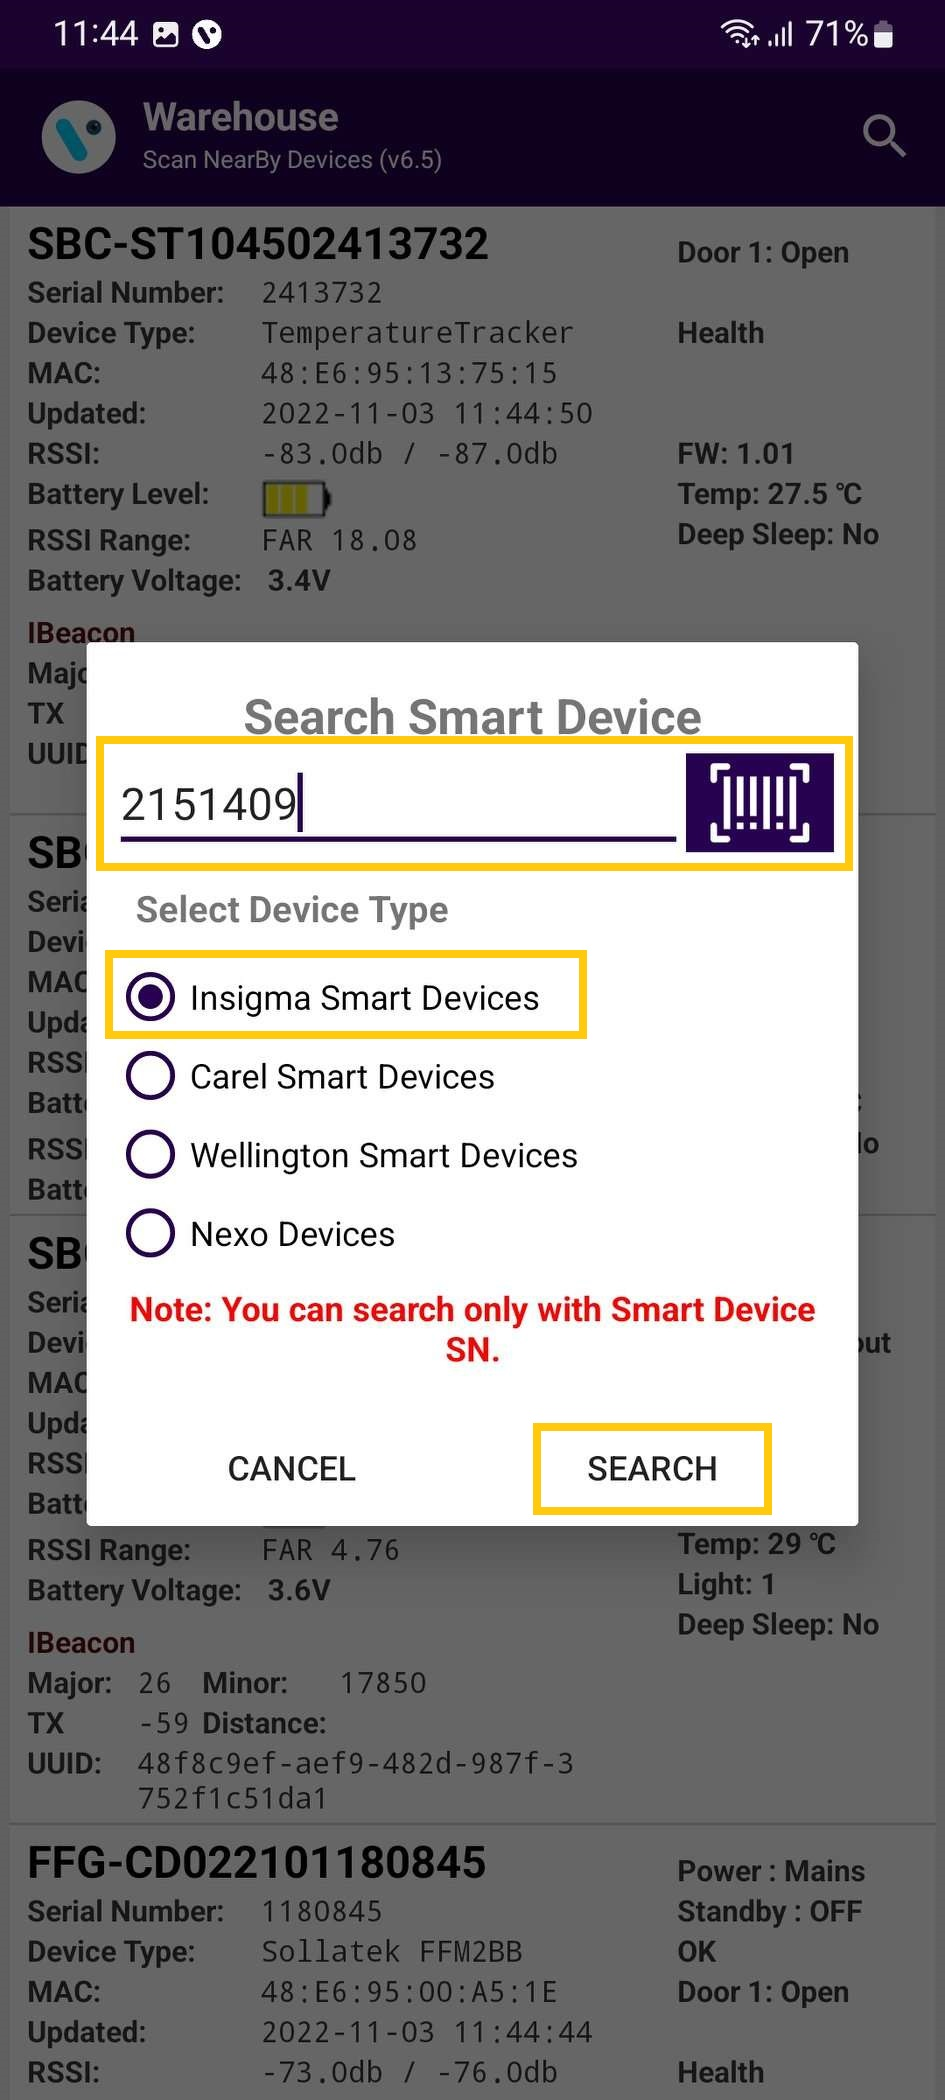 11:44 71%
Warehouse
Scan NearBy Devices (v6.5)
SBC-ST104502413732 Door 1: Open
Serial Number: 2413732
Device Type: TemperatureTracker Health
MAC: 48:E6:95:13:75:15
Updated: 2022-11-03 11:44:50
RSSI: -83.0db / -87.0db FW: 1.01
Battery Level: Temp: 27.5 °C
RSSI Range: FAR 18.08 Deep Sleep: No
Battery Voltage: 3.4V
IBeacon
TX
Search Smart Device
2151409
Select Device Type
Insigma Smart Devices
Carel Smart Devices
Wellington Smart Devices
Nexo Devices
Note: You can search only with Smart Device
SN.
CANCEL SEARCH
RSSI Range: FAR 4.76 Temp: 29 °C
Battery Voltage: 3.6V Light: 1
Deep Sleep: No
IBeacon
Major: 26 Minor: 17850
TX -59 Distance:
UUID: 48f8c9ef-aef9-482d-987f-3
752f1c51da1
FFG-CD022101180845 Power : Mains
Serial Number: 1180845 Standby : OFF
Device Type: Sollatek FFM2BB OK
MAC: 48:E6:95:00:A5:1E Door 1: Open
Updated: 2022-11-03 11:44:44
RSSI: -73.0db / -76.0db Health